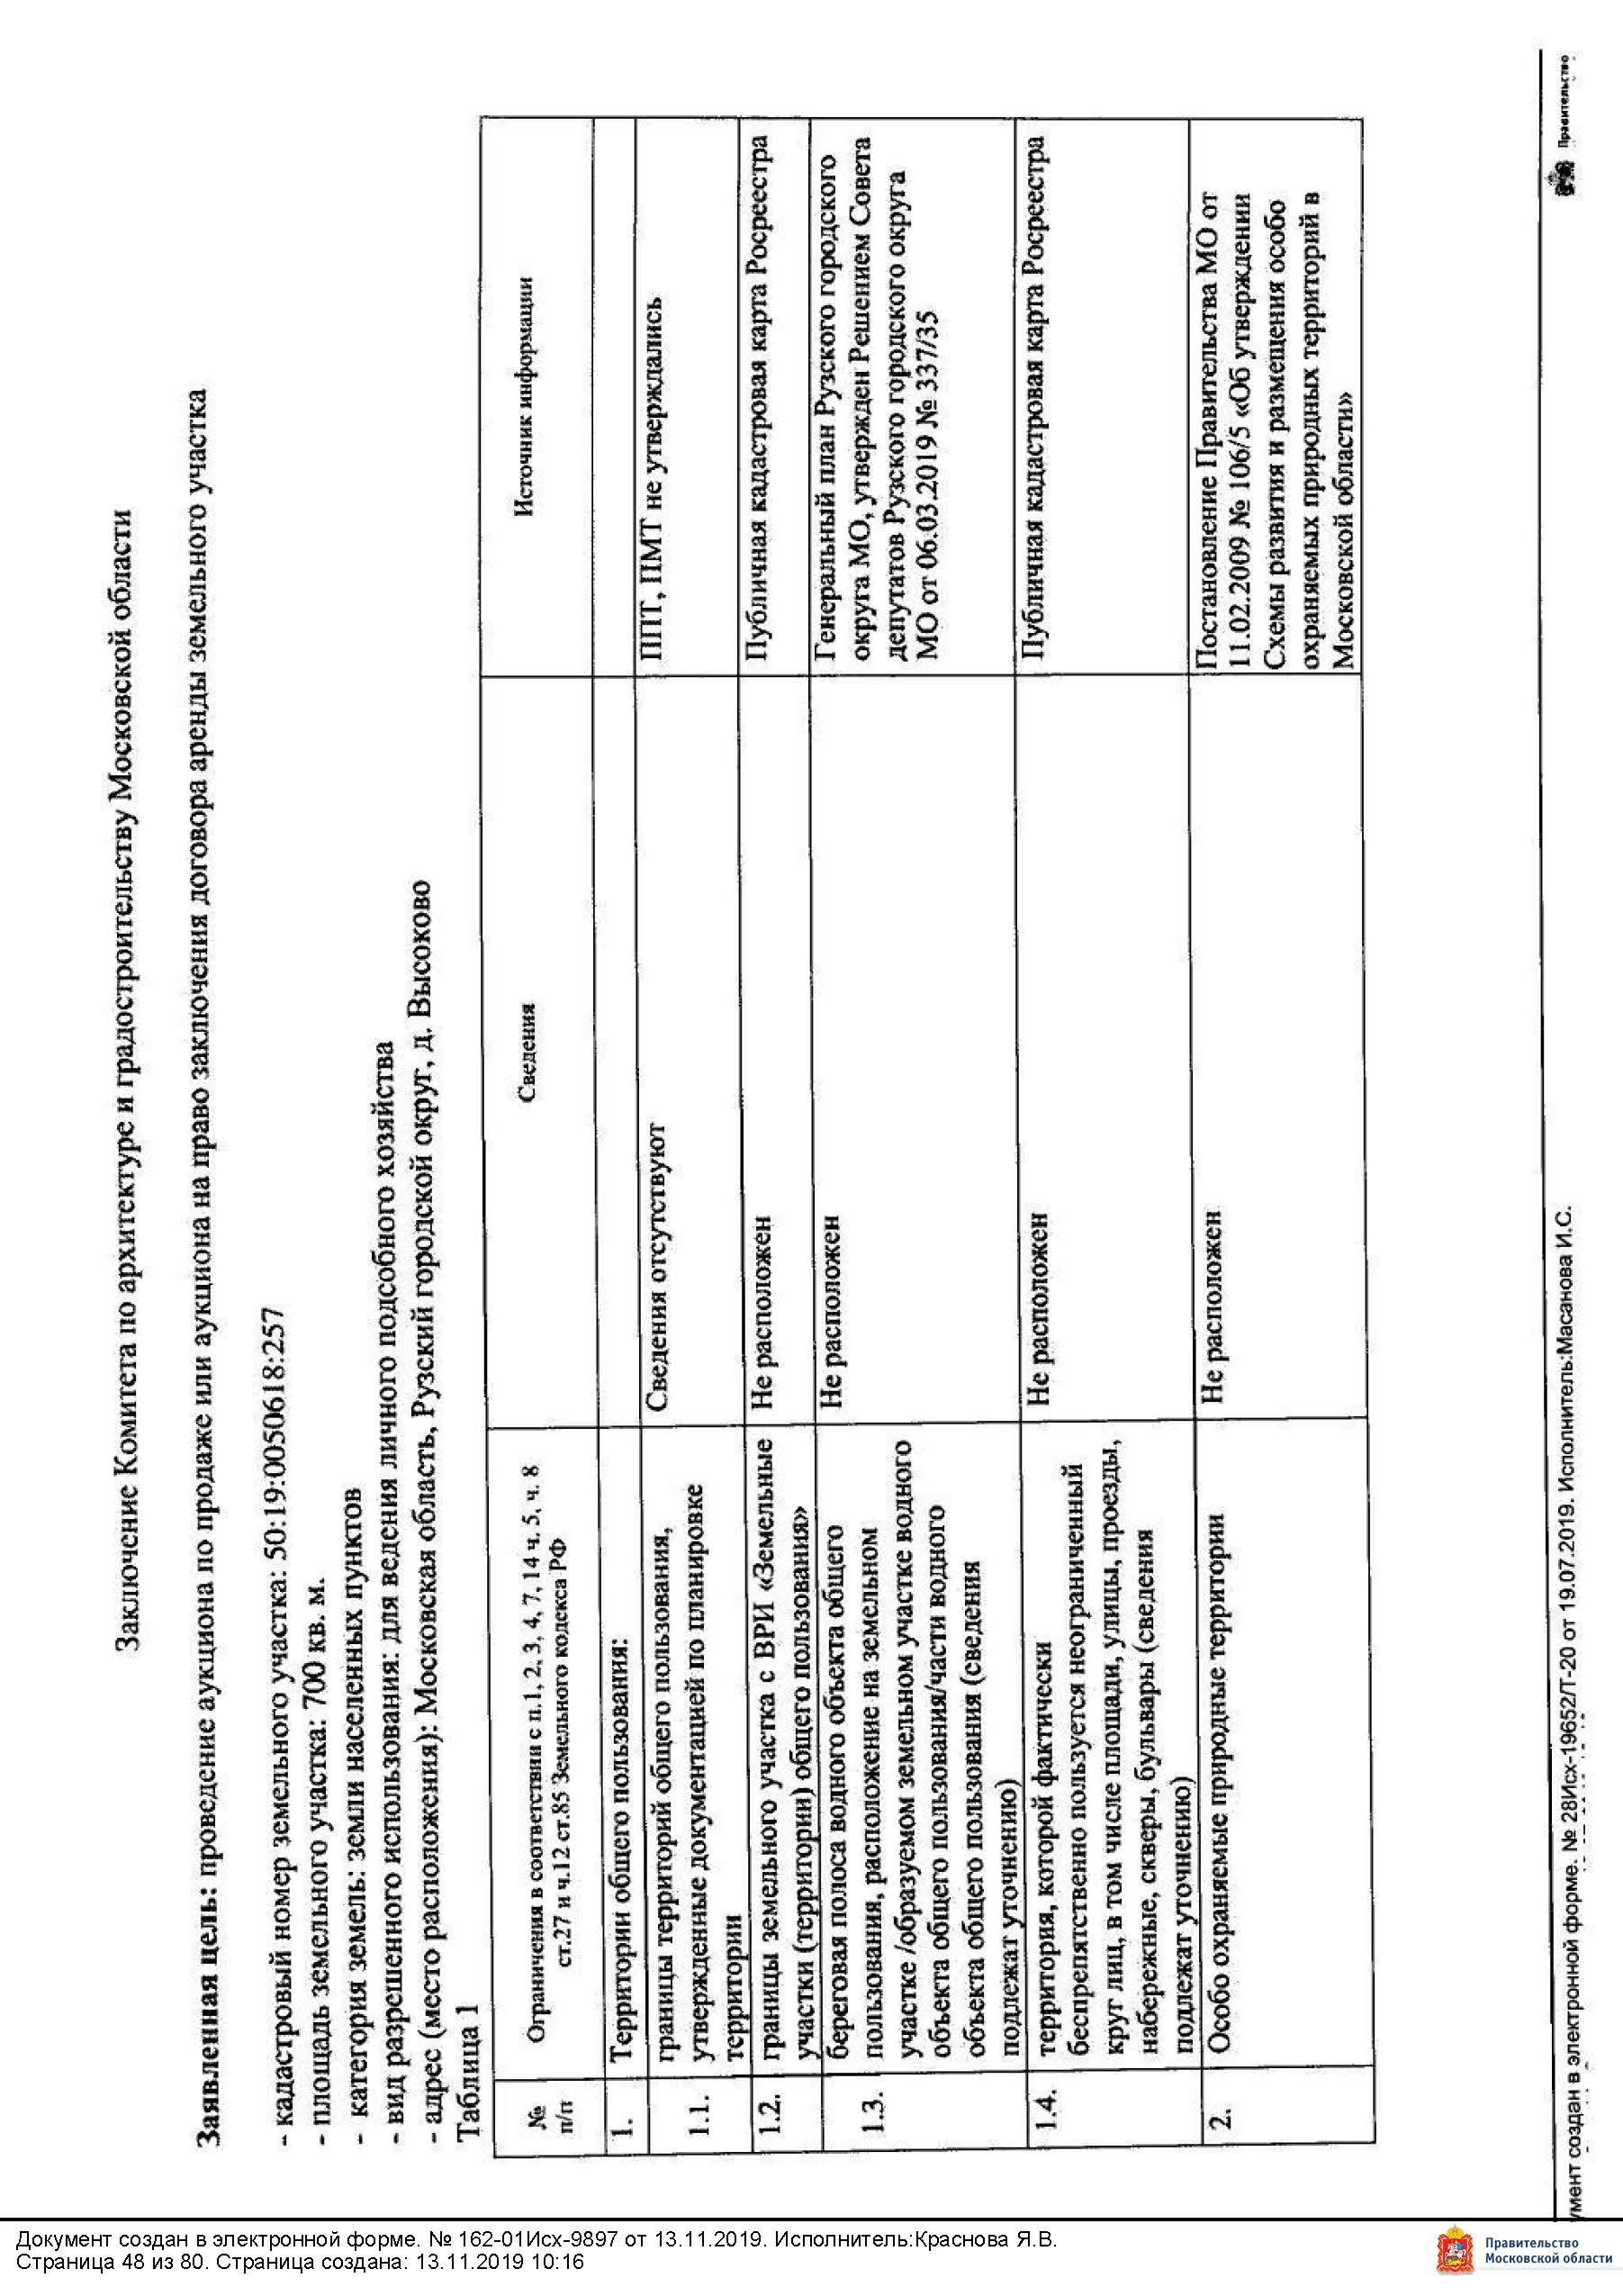 Заключение Комитета по архитектуре и градостроительству Московской области
Заявленная цель: проведение аукциона по продаже или аукциона на право заключения договора аренды земельного участка
- кадастровый номер земельного участка: 50:19:0050618:257
- площадь земельного участка: 700 кв. м.
- категория земель: земли населенных пунктов
- вид разрешенного использования: для ведения личного подсобного хозяйства
- адрес (место расположения): Московская область, Рузский городской округ, д. Высоково
Таблица 1
№
п/п
Ограничения в соответствии с п.1, 2, 3, 4, 7, 14 ч. 5, ч. 8
ст.27 и ч.12 ст.85 Земельного кодекса РФ
Сведения
Источник информации
1.
Территории общего пользования:
1.1.
границы территорий общего пользования,
утвержденные документацией по планировке
территории
Сведения отсутствуют
ППТ, ПМТ не утверждались
1.2.
границы земельного участка с ВРИ «Земельные
участки (территории) общего пользования»
Не расположен
Публичная кадастровая карта Росреестра
1.3.
береговая полоса водного объекта общего
пользования, расположение на земельном
участке /образуемом земельном участке водного
объекта общего пользования/части водного
объекта общего пользования (сведения
подлежат уточнению)
Не расположен
Генеральный план Рузского городского
округа МО, утвержден Решением Совета
депутатов Рузского городского округа
МО от 06.03.2019 № 337/35
1.4.
территория, которой фактически
беспрепятственно пользуется неограниченный
круг лиц, в том числе площади, улицы, проезды,
набережные, скверы, бульвары (сведения
подлежат уточнению)
Не расположен
Публичная кадастровая карта Росреестра
2.
Особо охраняемые природные территории
Не расположен
Постановление Правительства МО от
11.02.2009 № 106/5 «Об утверждении
Схемы развития и размещения особо
охраняемых природных территорий в
Московской области»
умент создан в электронной форме. № 28Исх-19652/Т-20 от 19.07.2019. Исполнитель:Масанова И.С.
Правительство
Документ создан в электронной форме. № 162-01Исх-9897 от 13.11.2019. Исполнитель:Краснова Я.В.
Страница 48 из 80. Страница создана: 13.11.2019 10:16
Правительство
Московской области